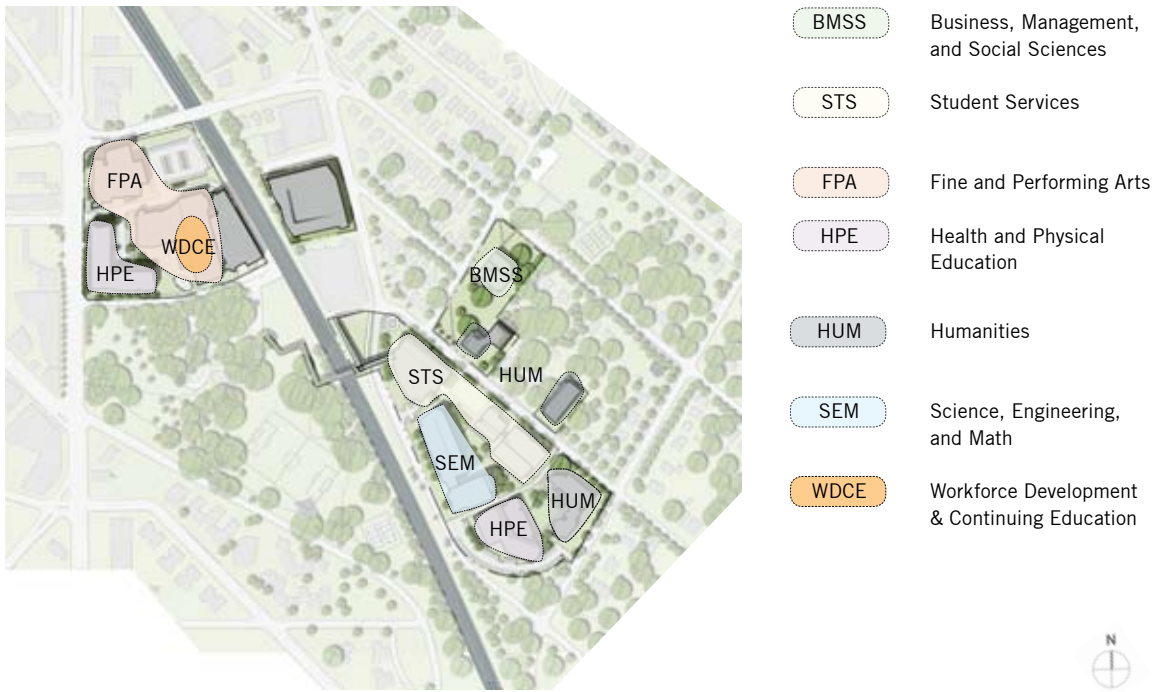 FPA
WDCE
HPE
BMSS
STS
HUM
SEM
HUM
HPE
BMSS
Business, Management,
and Social Sciences
STS
Student Services
FPA
Fine and Performing Arts
HPE
Health and Physical
Education
HUM
Humanities
SEM
Science, Engineering,
and Math
WDCE
Workforce Development
& Continuing Education
N